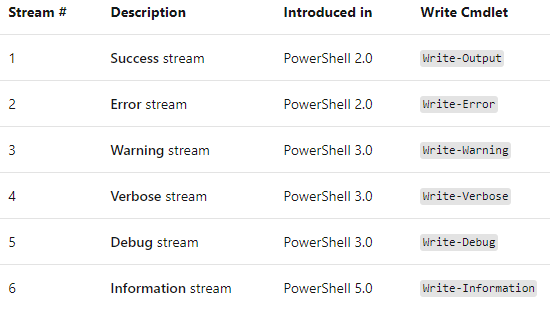 Stream # Description Introduced in Write Cmdlet
1 Success stream PowerShell 2.0 Write-Output
2 Error stream PowerShell 2.0 Write-Error
3 Warning stream PowerShell 3.0 Write-Warning
4 Verbose stream PowerShell 3.0 Write-Verbose
5 Debug stream PowerShell 3.0 Write-Debug
6 Information stream PowerShell 5.0 Write-Information